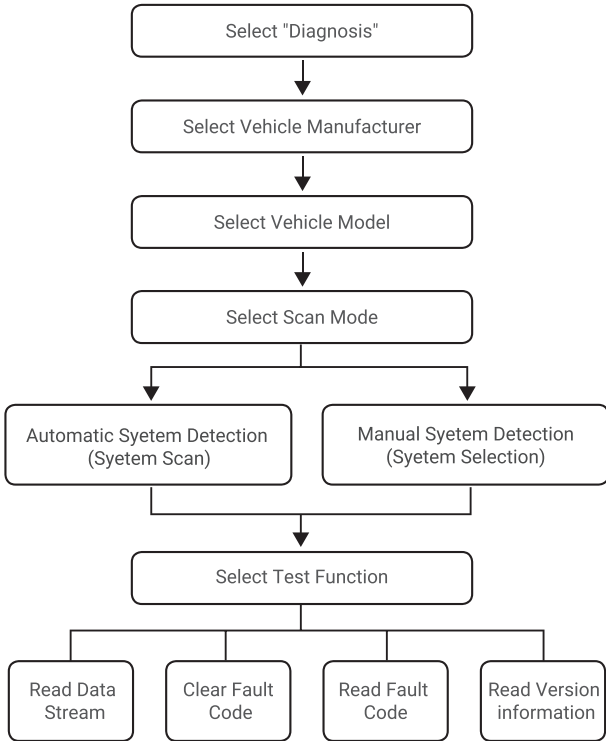 Select "Diagnosis"
Select Vehicle Manufacturer
Select Vehicle Model
Select Scan Mode
Automatic Syetem Detection
(Syetem Scan)
Manual System Detection
(Syetem Selection)
Select Test Function
Read Data
Stream
Clear Fault
Code
Read Fault
Code
Read Version
information